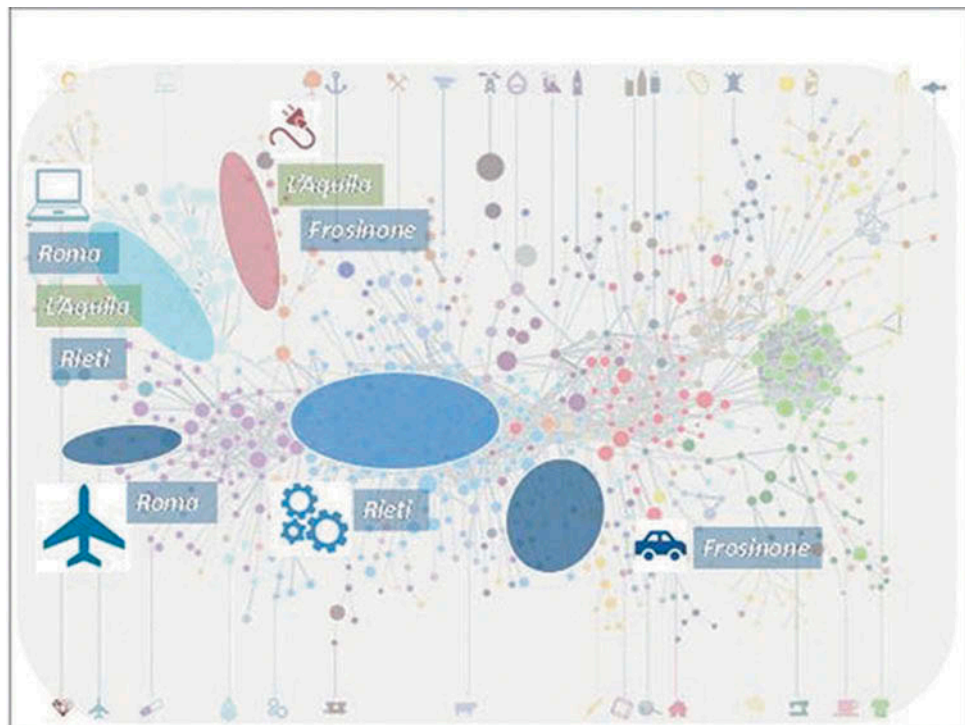 L'Aquila
Frosinone
Roma
L'Aquila
Rieti
Roma
Rieti
Frosinone